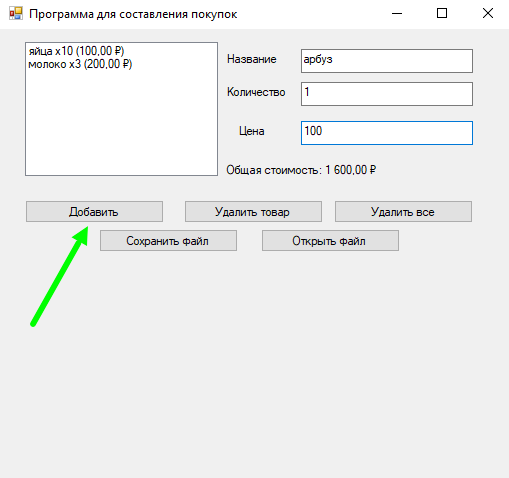 Программа для составления покупок
яйца x10 (100,00 ₽)
молоко x3 (200,00 ₽)
Название
арбуз
Количество
1
Цена
100
Общая стоимость: 1 600,00 ₽
Добавить
Удалить товар
Удалить все
Сохранить файл
Открыть файл